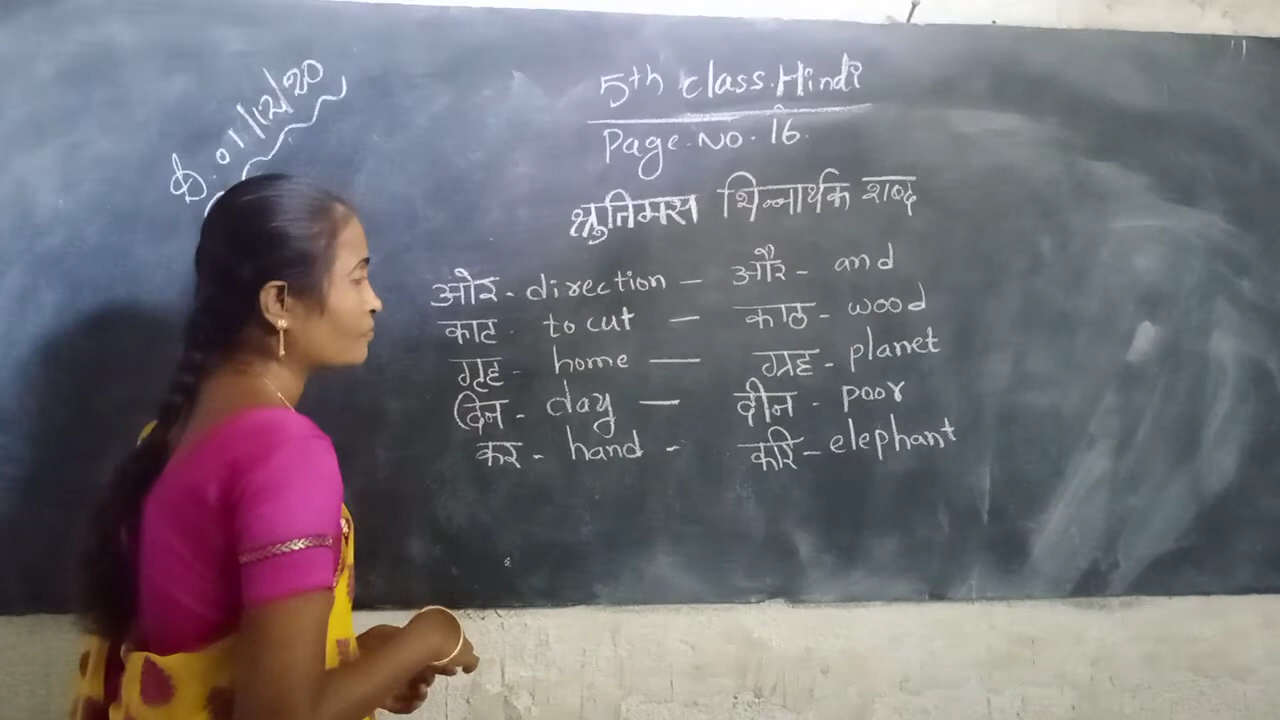 D. 01/12/20
5th class. Hindi
Page. No. 16.
श्रुतिमस भिन्नार्थक शब्द
ओर - direction – और - and
काट - to cut – काठ - wood
गृह - home — ग्रह - planet
दिन - day — दीन - poor
कर - hand - करि – elephant